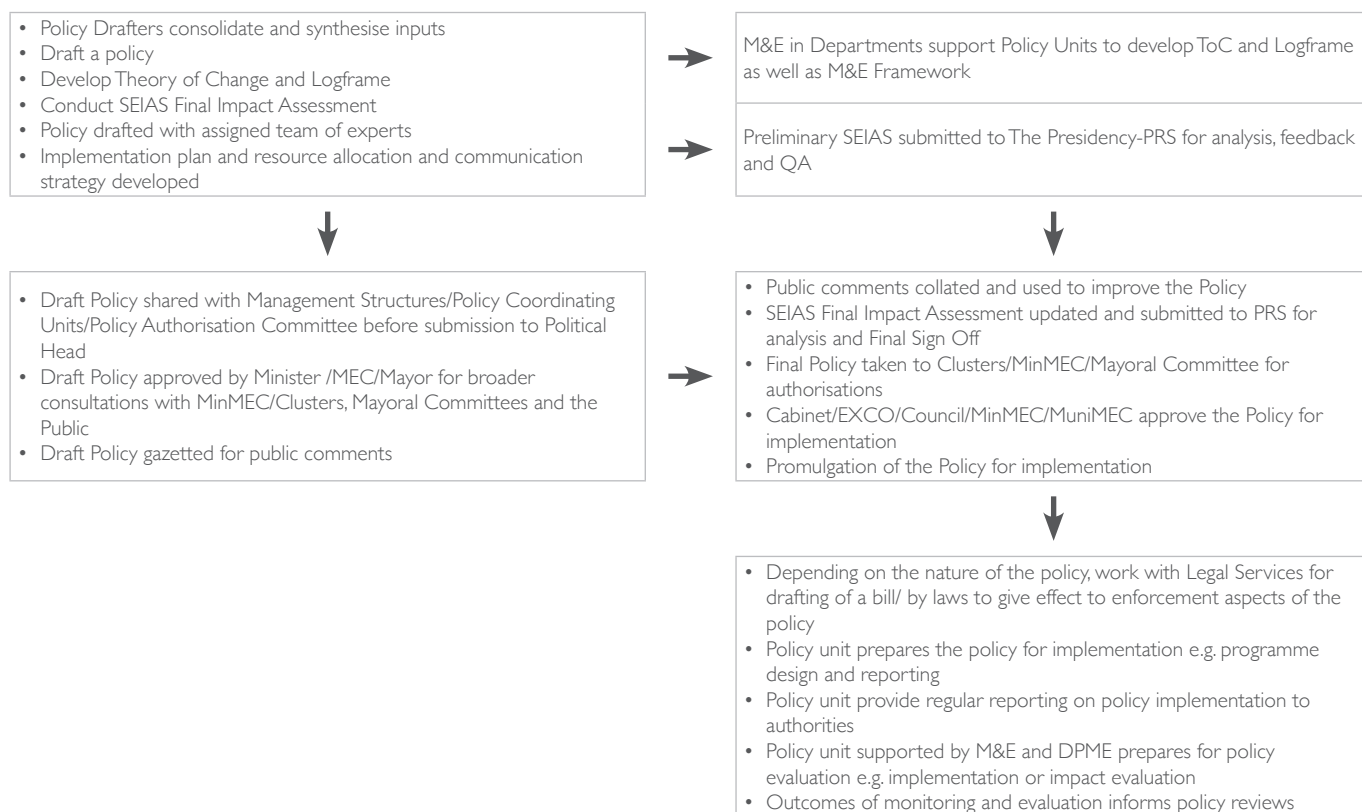 • Policy Drafters consolidate and synthesise inputs
• Draft a policy
• Develop Theory of Change and Logframe
• Conduct SEIAS Final Impact Assessment
• Policy drafted with assigned team of experts
• Implementation plan and resource allocation and communication
strategy developed
M&E in Departments support Policy Units to develop ToC and Logframe
as well as M&E Framework
Preliminary SEIAS submitted to The Presidency-PRS for analysis, feedback
and QA
• Draft Policy shared with Management Structures/Policy Coordinating
Units/Policy Authorisation Committee before submission to Political
Head
• Draft Policy approved by Minister /MEC/Mayor for broader
consultations with MinMEC/Clusters, Mayoral Committees and the
Public
• Draft Policy gazetted for public comments
• Public comments collated and used to improve the Policy
• SEIAS Final Impact Assessment updated and submitted to PRS for
analysis and Final Sign Off
• Final Policy taken to Clusters/MinMEC/Mayoral Committee for
authorisations
• Cabinet/EXCO/Council/MinMEC/MuniMEC approve the Policy for
implementation
• Promulgation of the Policy for implementation
• Depending on the nature of the policy, work with Legal Services for
drafting of a bill/ by laws to give effect to enforcement aspects of the
policy
• Policy unit prepares the policy for implementation e.g. programme
design and reporting
• Policy unit provide regular reporting on policy implementation to
authorities
• Policy unit supported by M&E and DPME prepares for policy
evaluation e.g. implementation or impact evaluation
• Outcomes of monitoring and evaluation informs policy reviews